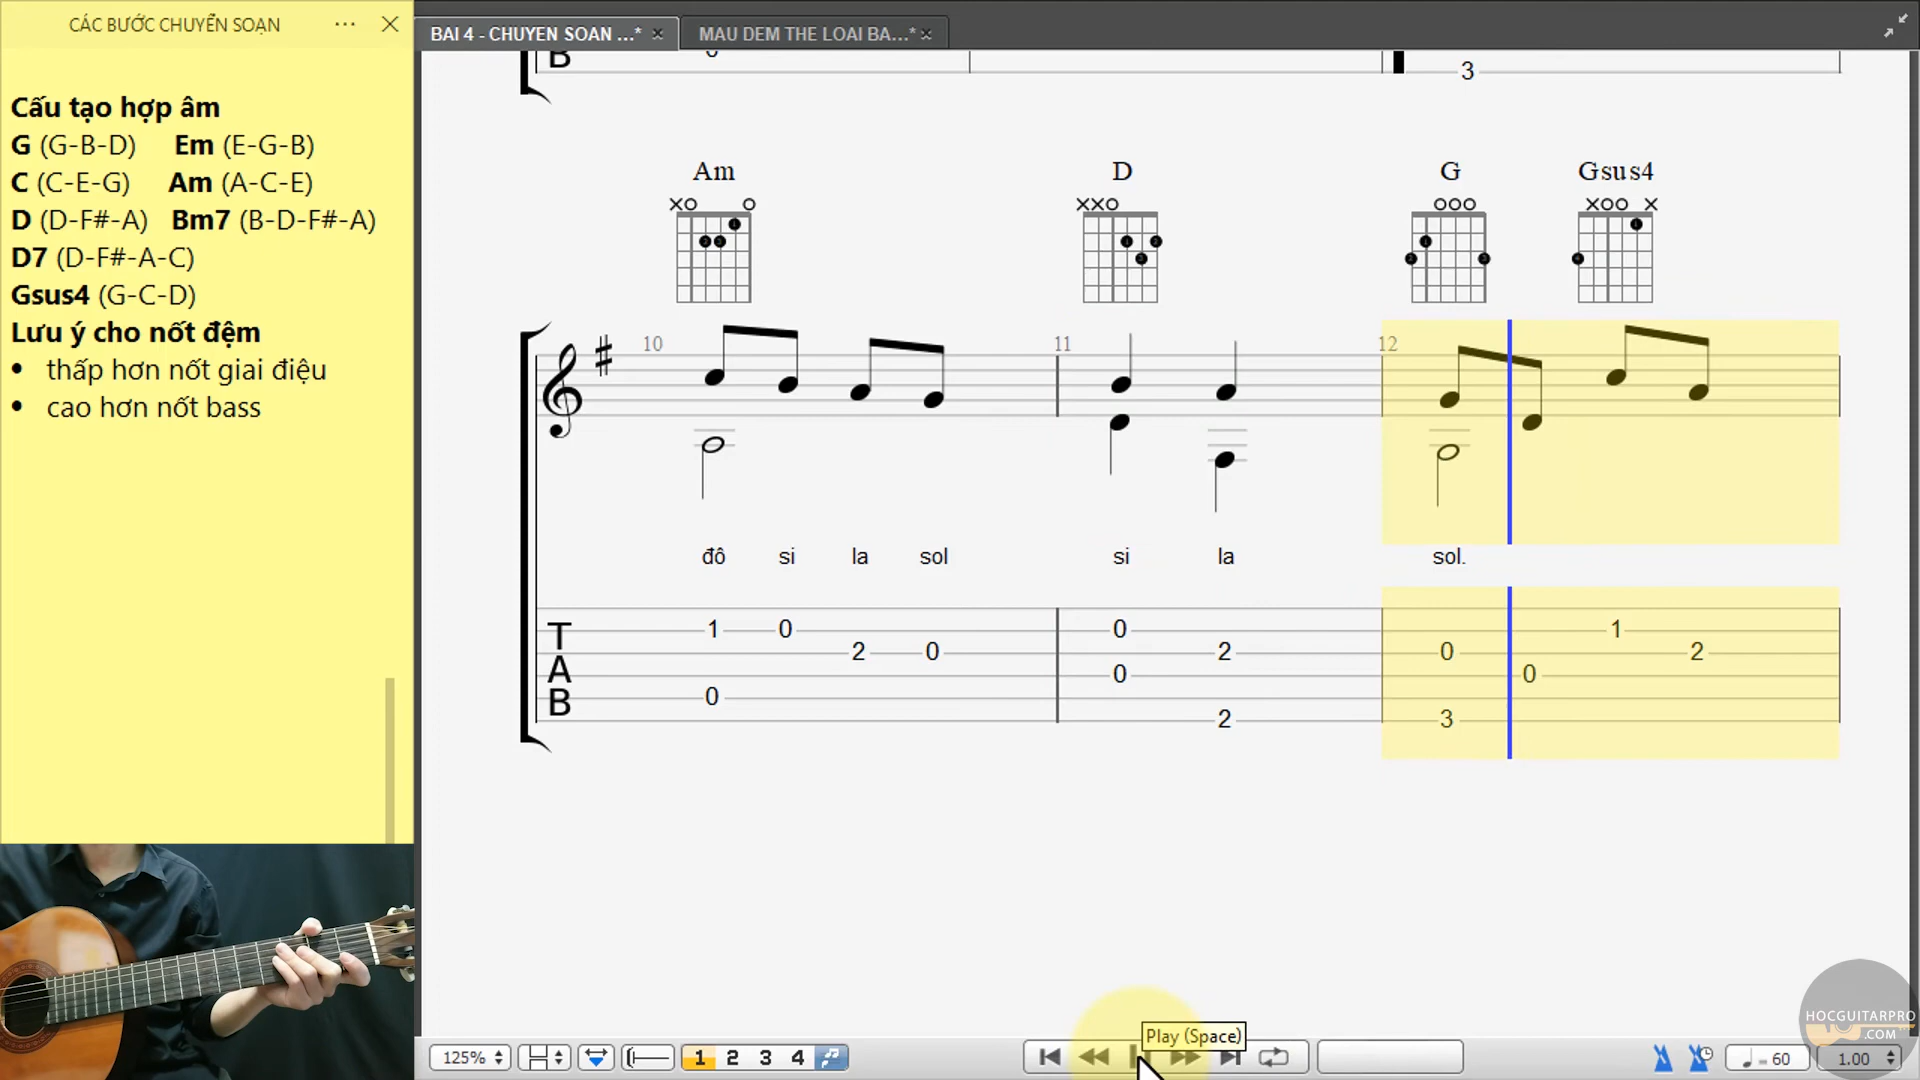 CÁC BƯỚC CHUYỂN SOẠN
Cấu tạo hợp âm
G (G-B-D) Em (E-G-B)
C (C-E-G) Am (A-C-E)
D (D-F#-A) Bm7 (B-D-F#-A)
D7 (D-F#-A-C)
Gsus4 (G-C-D)
Lưu ý cho nốt đệm
• thấp hơn nốt giai điệu
• cao hơn nốt bass
BAI 4 - CHUYEN SOAN ...*
MAU DEM THE LOAI BA...*
B
3
Am D G Gsus4
10 11 12
đô si la sol si la sol.
T
A
B
1 0 0 1
2 0 2 0 2
0 0
0
2 3
Play (Space)
125%
1 2 3 4
= 60
1.00
HOCGUITARPRO
.COM